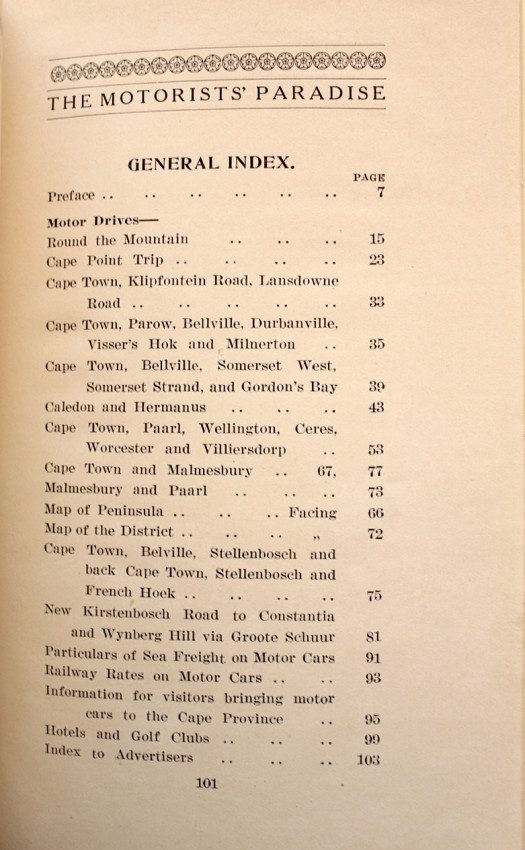 THE MOTORISTS' PARADISE
GENERAL INDEX.
PAGE
Preface .. .. .. .. .. .. 7
Motor Drives—
Round the Mountain .. .. .. 15
Cape Point Trip .. .. .. .. 23
Cape Town, Klipfontein Road, Lansdowne
Road .. .. .. .. .. 33
Cape Town, Parow, Bellville, Durbanville,
Visser's Hok and Milnerton .. 35
Cape Town, Bellville, Somerset West,
Somerset Strand, and Gordon's Bay 39
Caledon and Hermanus .. .. .. 43
Cape Town, Paarl, Wellington, Ceres,
Worcester and Villiersdorp .. 53
Cape Town and Malmesbury .. 67, 77
Malmesbury and Paarl .. .. .. 73
Map of Peninsula .. .. .. Facing 66
Map of the District .. .. .. „ 72
Cape Town, Belville, Stellenbosch and
back Cape Town, Stellenbosch and
French Hoek .. .. .. .. 75
New Kirstenbosch Road to Constantia
and Wynberg Hill via Groote Schuur 81
Particulars of Sea Freight on Motor Cars 91
Railway Rates on Motor Cars .. .. 93
Information for visitors bringing motor
cars to the Cape Province .. 95
Hotels and Golf Clubs .. .. .. 99
Index to Advertisers .. .. .. 103
101